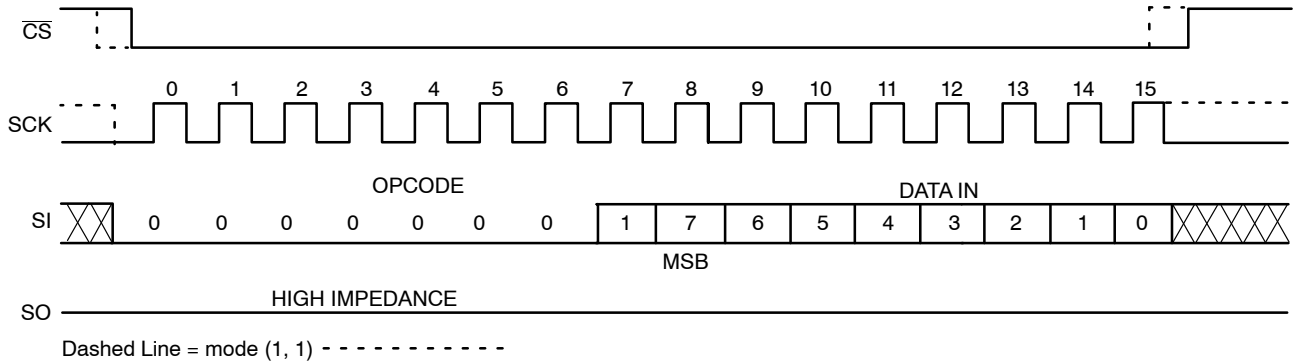 CS
0 1 2 3 4 5 6 7 8 9 10 11 12 13 14 15
SCK
OPCODE DATA IN
SI 0 0 0 0 0 0 0 1 7 6 5 4 3 2 1 0
MSB
HIGH IMPEDANCE
SO
Dashed Line = mode (1, 1)